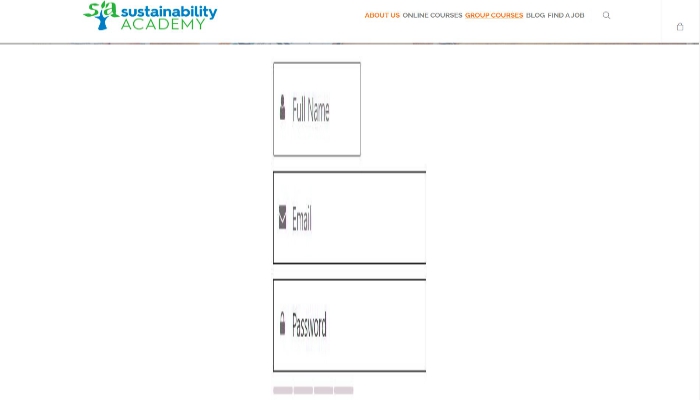 sa sustainability
ACADEMY
ABOUT US ONLINE COURSES GROUP COURSES BLOG FIND A JOB
Full Name
Email
Password